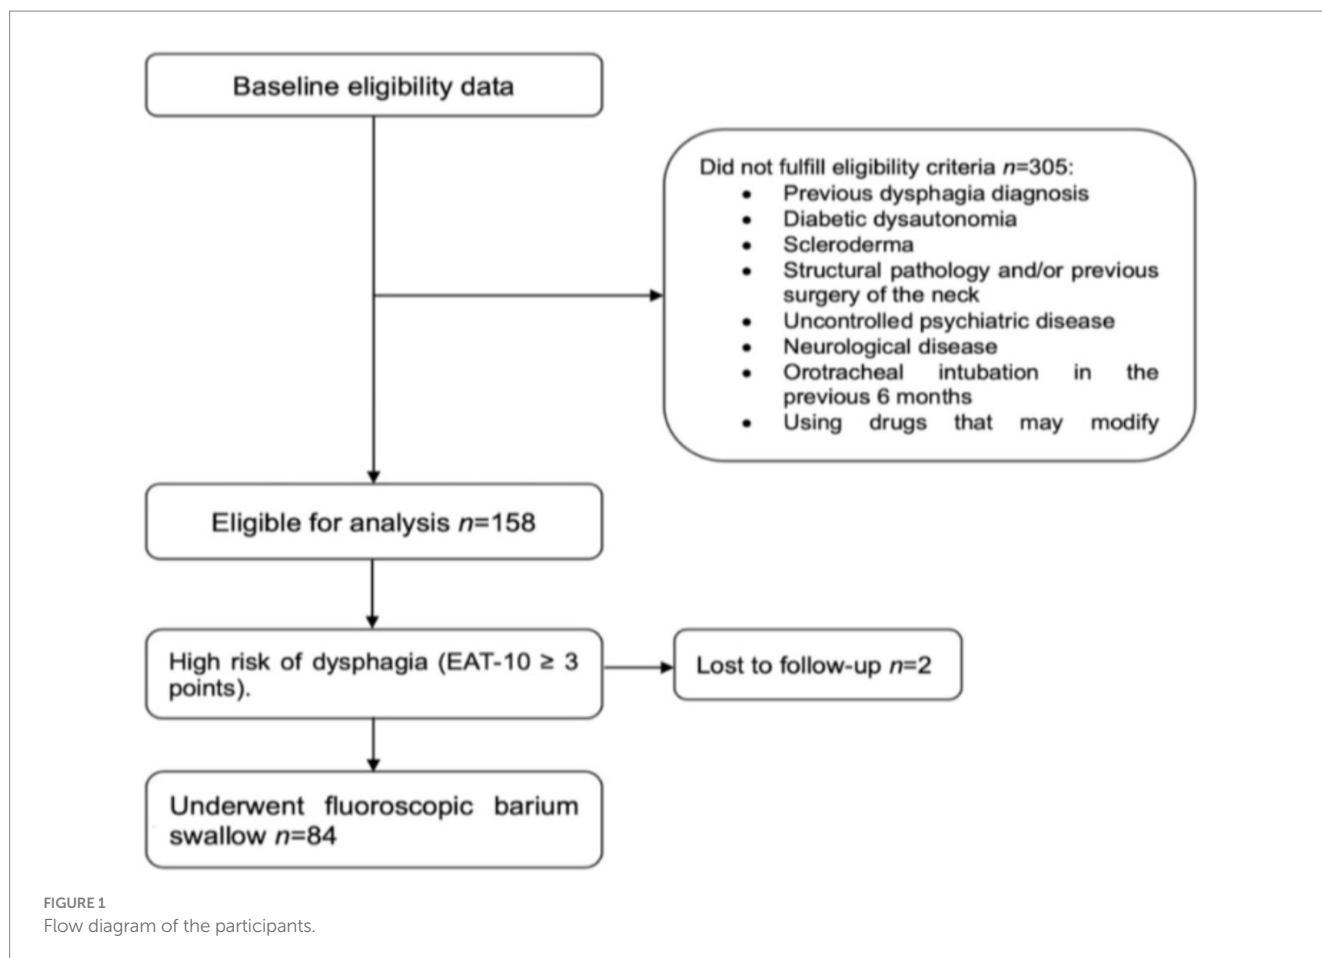 Baseline eligibility data
Did not fulfill eligibility criteria n=305:
• Previous dysphagia diagnosis
• Diabetic dysautonomia
• Scleroderma
• Structural pathology and/or previous
surgery of the neck
• Uncontrolled psychiatric disease
• Neurological disease
• Orotracheal intubation in the
previous 6 months
• Using drugs that may modify
Eligible for analysis n=158
High risk of dysphagia (EAT-10 ≥ 3
points).
Lost to follow-up n=2
Underwent fluoroscopic barium
swallow n=84
FIGURE 1
Flow diagram of the participants.